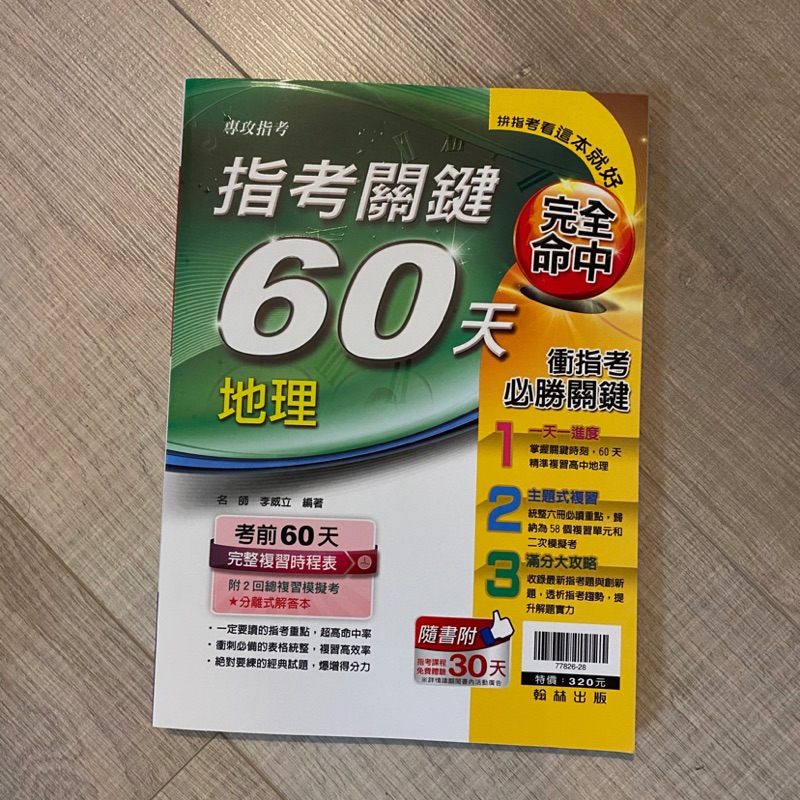 專攻指考
指考關鍵
60天
地理
名師 李威立 編著
考前60天
完整複習時程表
附2回總複習模擬考
★分離式解答本
・一定要讀的指考重點，超高命中率
・衝刺必備的表格統整，複習高效率
・絕對要練的經典試題，爆增得分力
拚指考看這本就好
完全
命中
衝指考
必勝關鍵
1 一天一進度
掌握關鍵時刻，60天
精準複習高中地理
2 主題式複習
統整六冊必讀重點，歸
納為58個複習單元和
二次模擬考
3 滿分大攻略
收錄最新指考題與創新
題，透析指考趨勢，提
升解題實力
隨書附
指考課程
免費體驗 30天
※詳情請翻閱書內活動廣告
77826-28
特價：320元
翰林出版